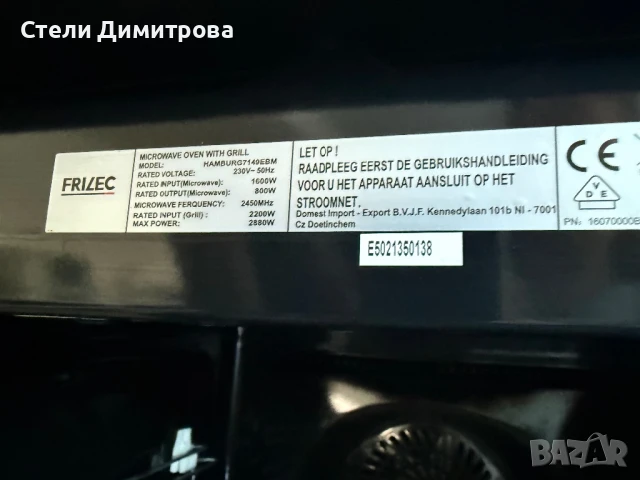 Стели Димитрова
FRILEC
MICROWAVE OVEN WITH GRILL
MODEL: HAMBURG7149EBM
RATED VOLTAGE: 230V~50Hz
RATED INPUT(Microwave): 1600W
RATED OUTPUT(Microwave): 800W
MICROWAVE FERQUENCY: 2450MHz
RATED INPUT(Grill): 2200W
MAX POWER: 2880W
LET OP !
RAADPLEEG EERST DE GEBRUIKSHANDLEIDING
VOOR U HET APPARAAT AANSLUIT OP HET
STROOMNET.
Domest Import - Export B.V.J.F. Kennedylaan 101b Nl - 7001
Cz Doetinchem
CE
VDE
PN: 16070000B
E5021350138
BAZAR